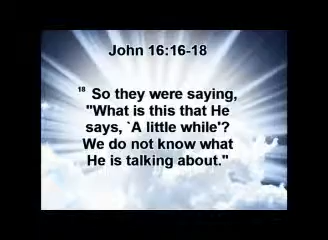 John 16:16-18
18 So they were saying,
"What is this that He
says, `A little while'?
We do not know what
He is talking about."